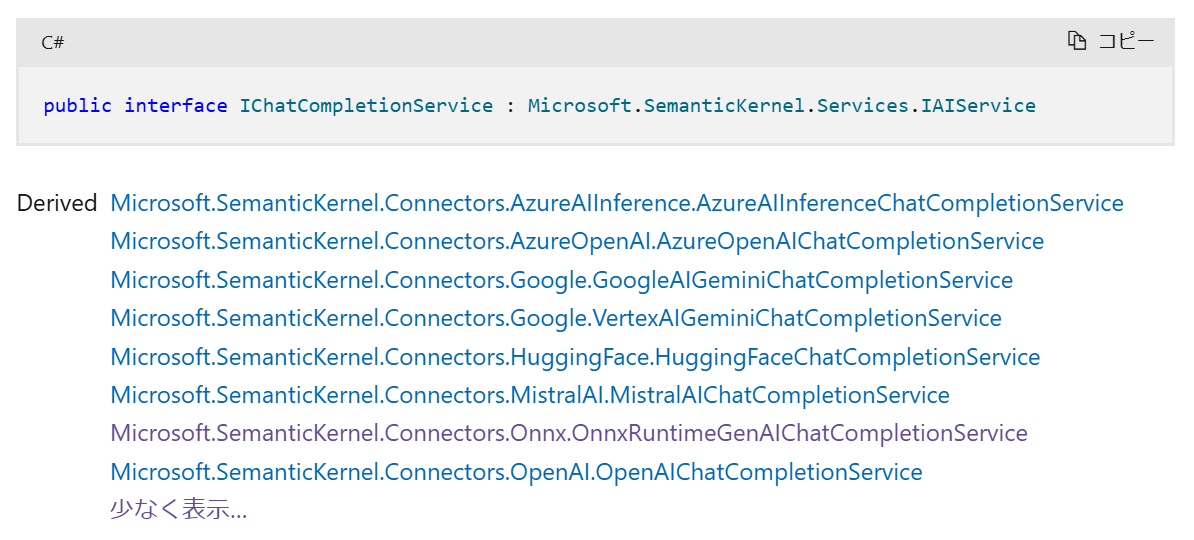 C#
コピー
public interface IChatCompletionService : Microsoft.SemanticKernel.Services.IAIService
Derived Microsoft.SemanticKernel.Connectors.AzureAIInference.AzureAIInferenceChatCompletionService
Microsoft.SemanticKernel.Connectors.AzureOpenAI.AzureOpenAIChatCompletionService
Microsoft.SemanticKernel.Connectors.Google.GoogleAIGeminiChatCompletionService
Microsoft.SemanticKernel.Connectors.Google.VertexAIGeminiChatCompletionService
Microsoft.SemanticKernel.Connectors.HuggingFace.HuggingFaceChatCompletionService
Microsoft.SemanticKernel.Connectors.MistralAI.MistralAIChatCompletionService
Microsoft.SemanticKernel.Connectors.Onnx.OnnxRuntimeGenAIChatCompletionService
Microsoft.SemanticKernel.Connectors.OpenAI.OpenAIChatCompletionService
少なく表示...